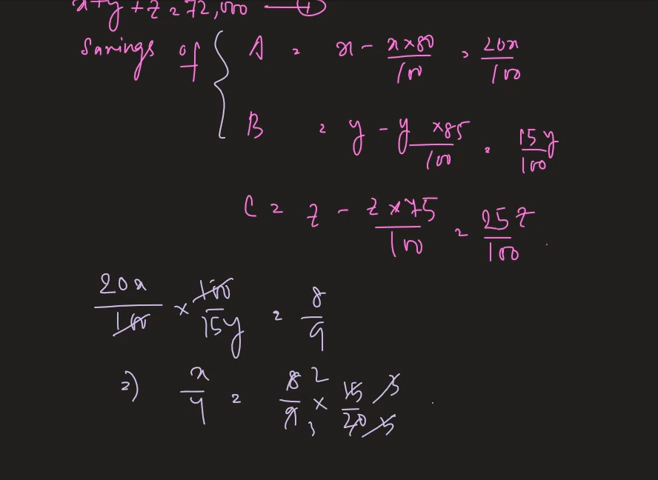 x+y+z=72,000 — ①
Savings of { A = x - x×80/100 = 20x/100
B = y - y×85/100 = 15y/100
C = z - z×75/100 = 25z/100
20x/100 × 100/15y = 8/9
=) x/y = 8/9 × 15/20